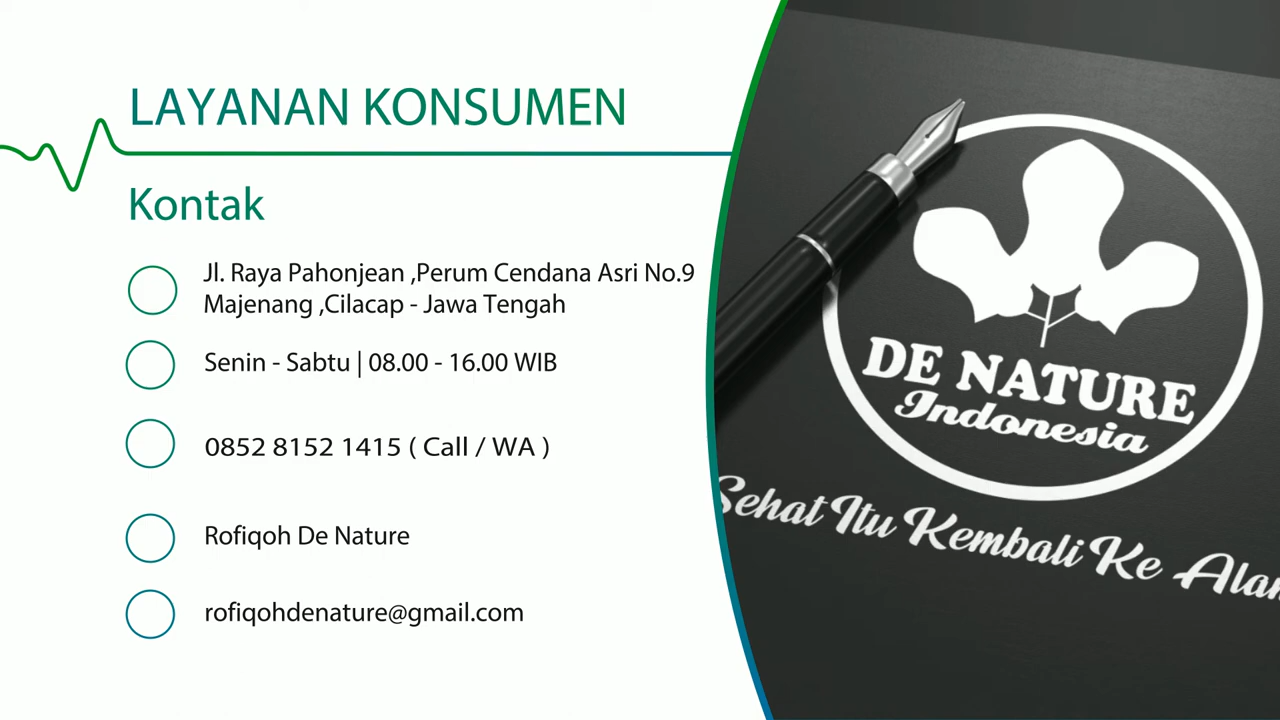 LAYANAN KONSUMEN
Kontak
Jl. Raya Pahonjean ,Perum Cendana Asri No.9
Majenang ,Cilacap - Jawa Tengah
Senin - Sabtu | 08.00 - 16.00 WIB
0852 8152 1415 ( Call / WA )
Rofiqoh De Nature
rofiqohdenature@gmail.com
DE NATURE
Indonesia
Sehat Itu Kembali Ke Alam